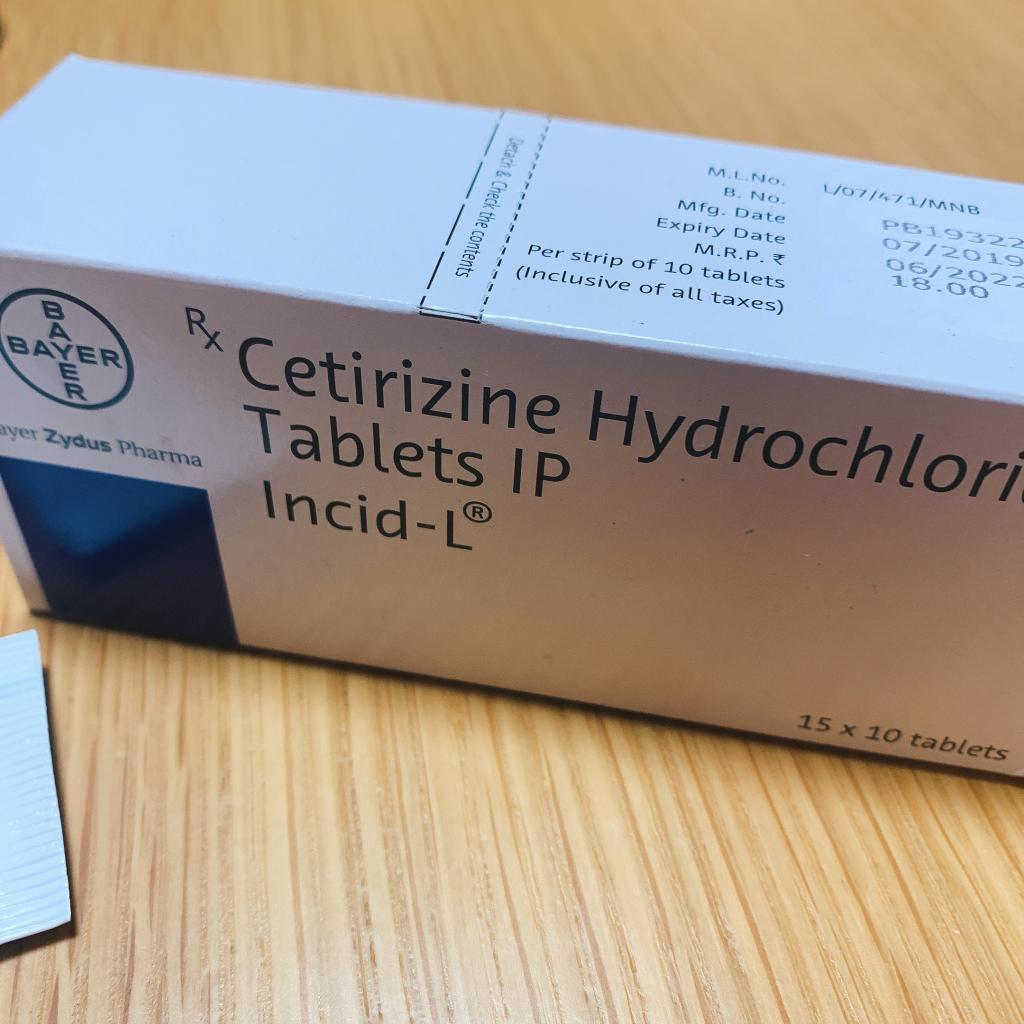 Detach & Check the contents
M.L.No. L/07/471/MNB
B. No. PB19322
Mfg. Date 07/2019
Expiry Date 06/2022
M.R.P. ₹ 18.00
Per strip of 10 tablets
(Inclusive of all taxes)
BAYER
BAYER
Bayer Zydus Pharma
Rx Cetirizine Hydrochlori
Tablets IP
Incid-L®
15 x 10 tablets